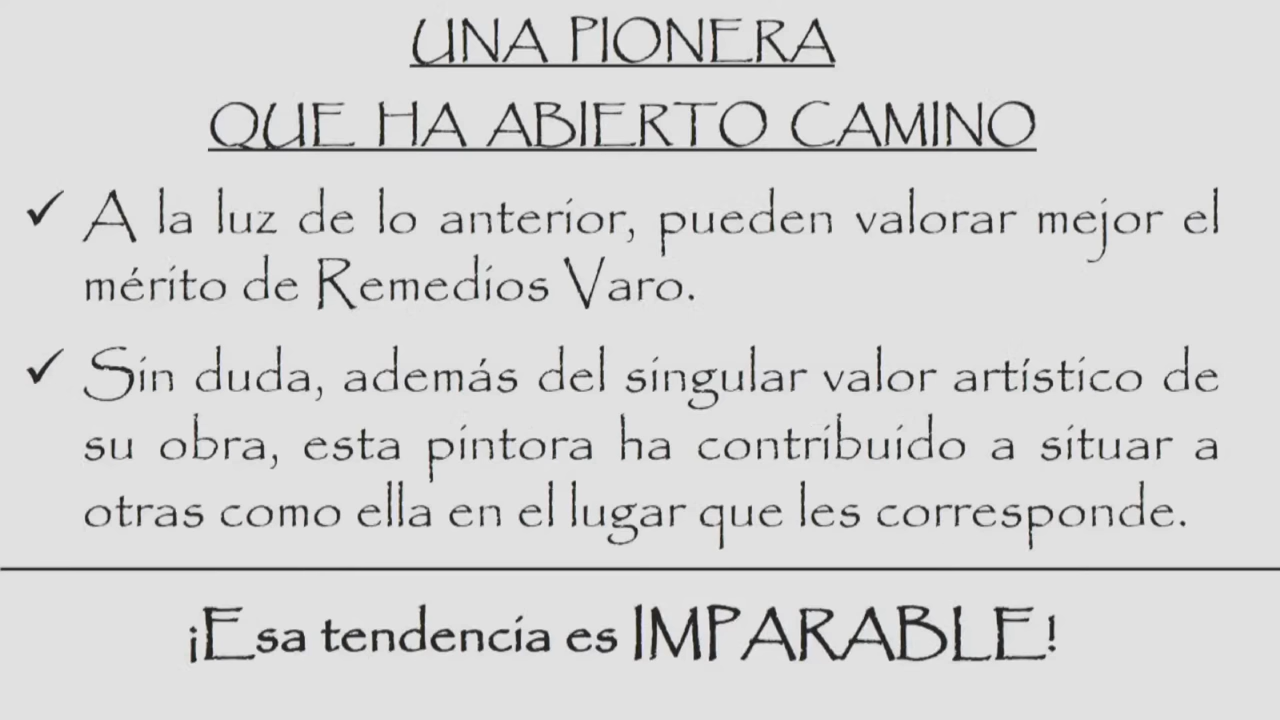 UNA PIONERA
QUE HA ABIERTO CAMINO
✓ A la luz de lo anterior, pueden valorar mejor el
mérito de Remedios Varo.
✓ Sin duda, además del singular valor artístico de
su obra, esta pintora ha contribuido a situar a
otras como ella en el lugar que les corresponde.
¡Esa tendencia es IMPARABLE!